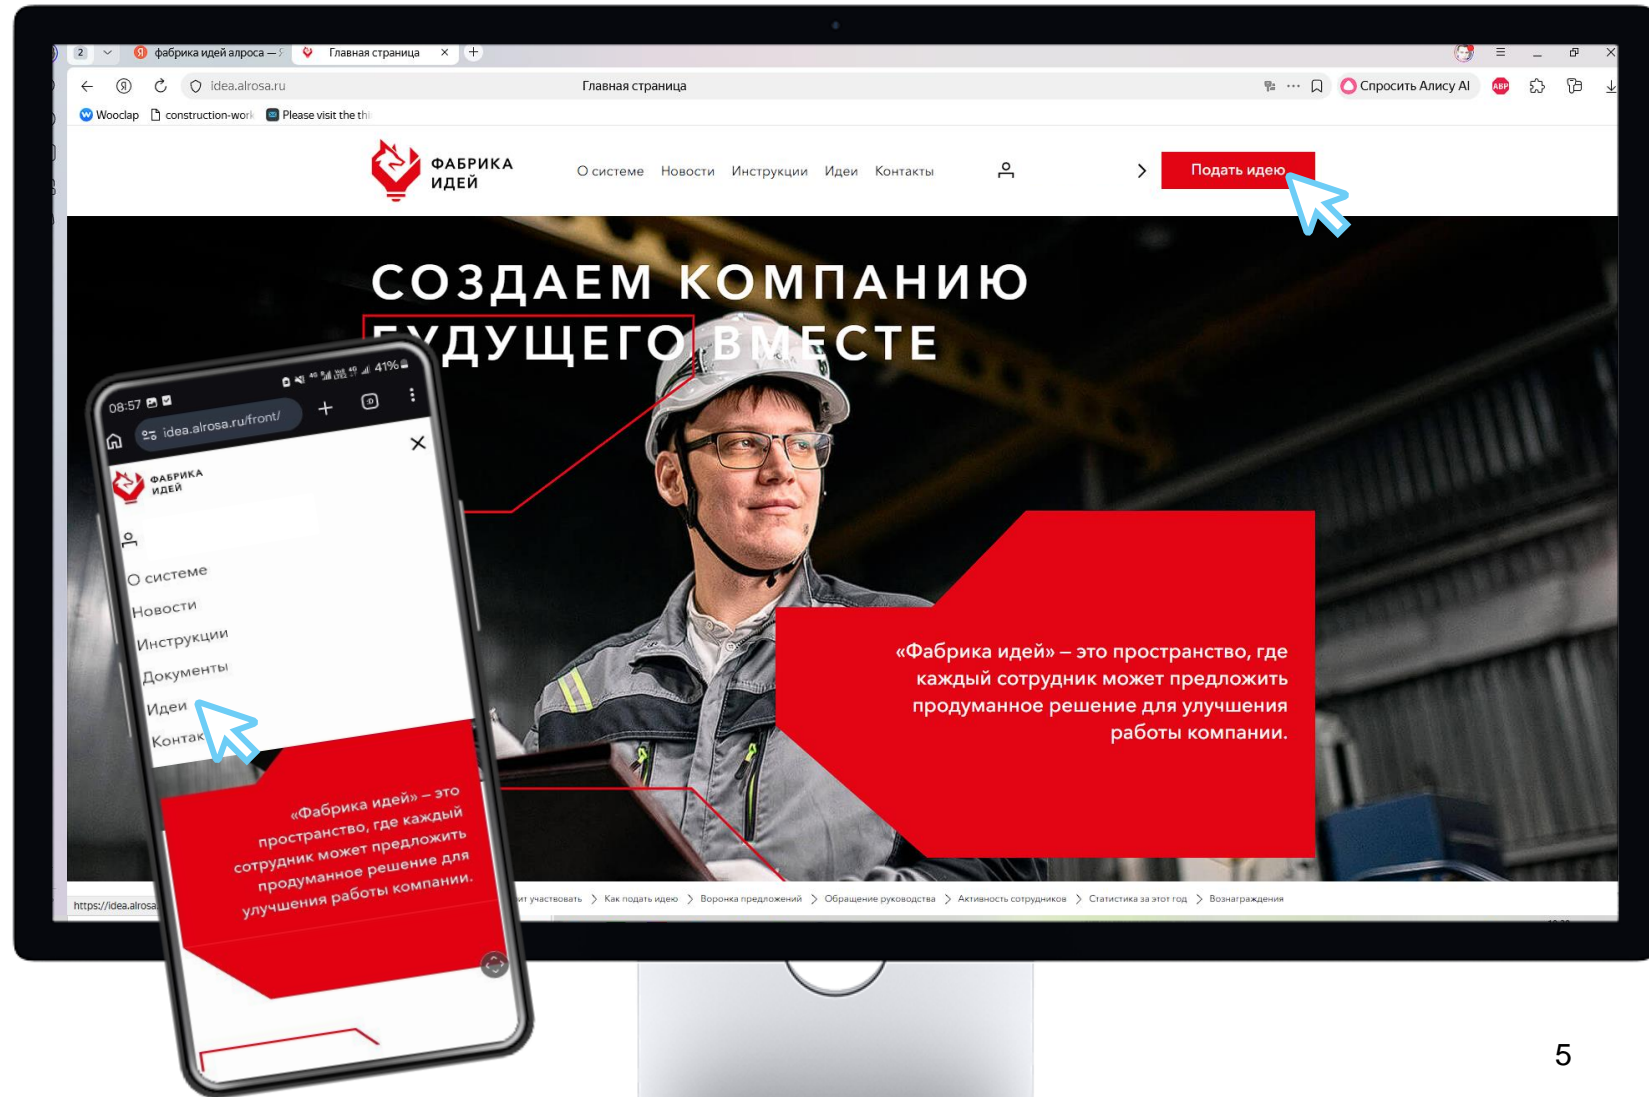 2
фабрика идей алроса —
Главная страница
idea.alrosa.ru
Главная страница
Спросить Алису AI
ABP
Wooclap
construction-work
Please visit the thi
ФАБРИКА
ИДЕЙ
О системе Новости Инструкции Идеи Контакты
Подать идею
СОЗДАЕМ КОМПАНИЮ
БУДУЩЕГО ВМЕСТЕ
«Фабрика идей» – это пространство, где
каждый сотрудник может предложить
продуманное решение для улучшения
работы компании.
https://idea.alrosa
участвовать Как подать идею Воронка предложений Обращение руководства Активность сотрудников Статистика за этот год Вознаграждения
08:57
41%
idea.alrosa.ru/front/
ФАБРИКА
ИДЕЙ
О системе
Новости
Инструкции
Документы
Идеи
Контак
«Фабрика идей» – это
пространство, где каждый
сотрудник может предложить
продуманное решение для
улучшения работы компании.
5